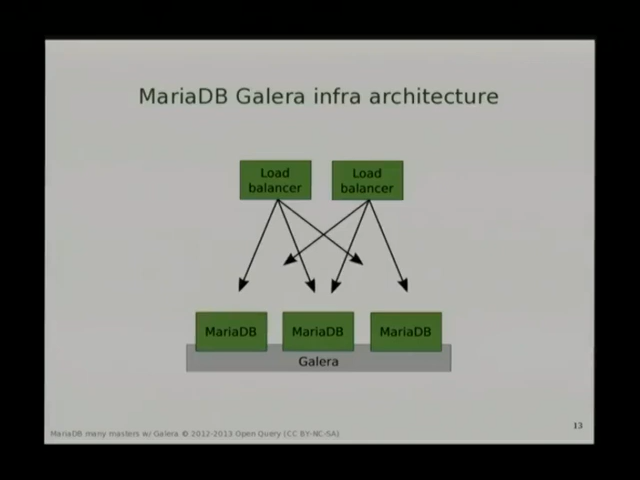 MariaDB Galera infra architecture
Load
balancer
Load
balancer
MariaDB
MariaDB
MariaDB
Galera
MariaDB many masters w/ Galera © 2012-2013 Open Query (CC BY-NC-SA)
13